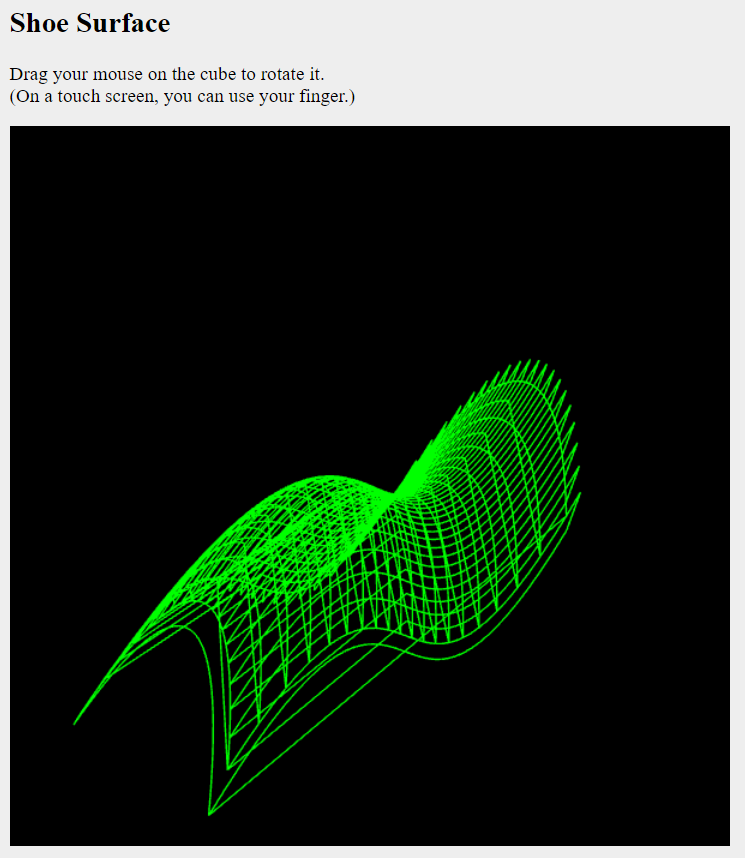 Shoe Surface
Drag your mouse on the cube to rotate it.
(On a touch screen, you can use your finger.)